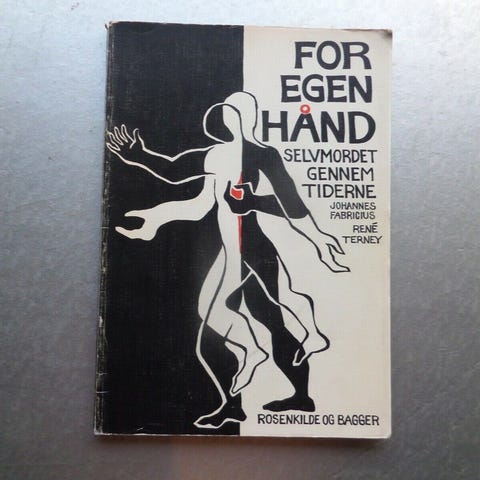 FOR
EGEN
HÅND
SELVMORDET
GENNEM
TIDERNE
JOHANNES
FABRICIUS
RENÉ
TERNEY
ROSENKILDE OG BAGGER